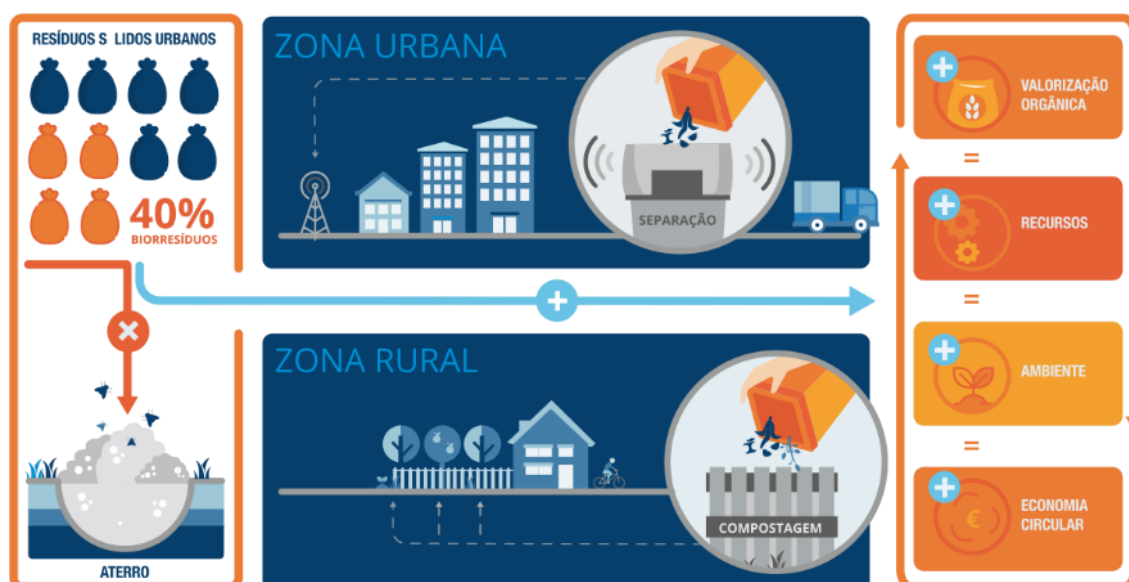 RESÍDUOS S LIDOS URBANOS
40%
BIORRESÍDUOS
ATERRO
ZONA URBANA
SEPARAÇÃO
ZONA RURAL
COMPOSTAGEM
VALORIZAÇÃO
ORGÂNICA
=
RECURSOS
=
AMBIENTE
=
ECONOMIA
CIRCULAR
€